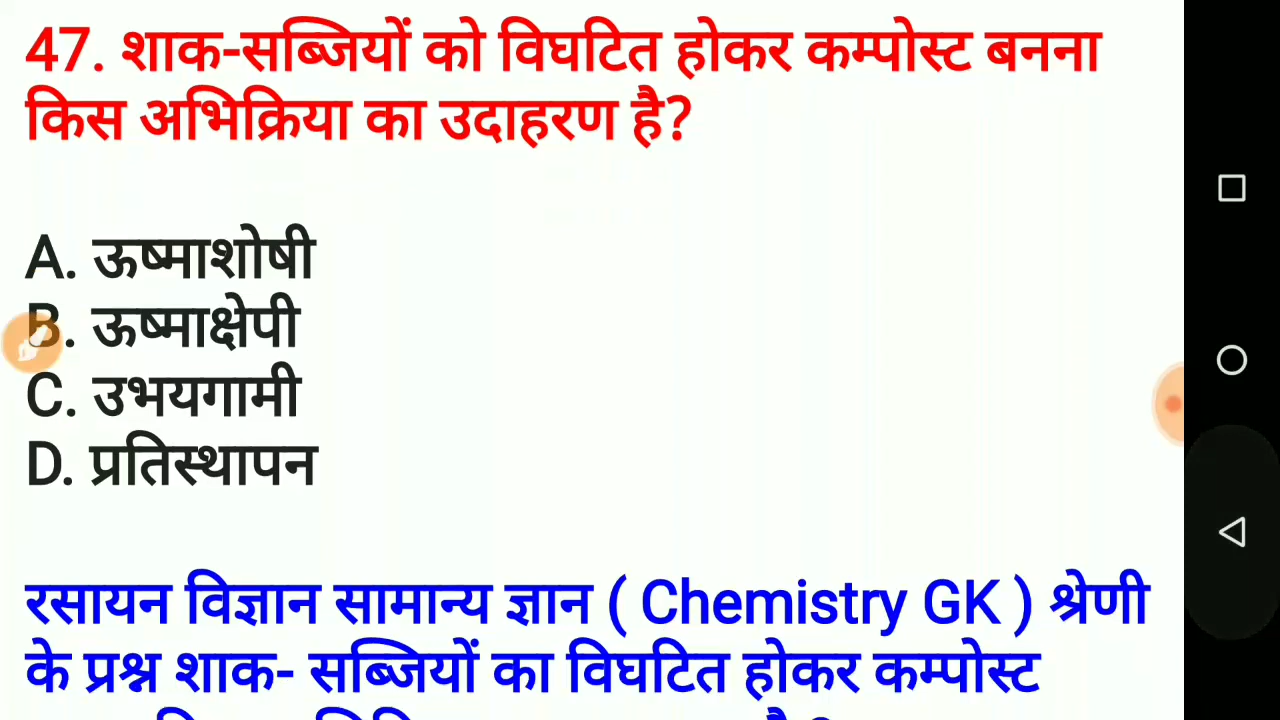 47. शाक-सब्जियों को विघटित होकर कम्पोस्ट बनना
किस अभिक्रिया का उदाहरण है?
A. ऊष्माशोषी
B. ऊष्माक्षेपी
C. उभयगामी
D. प्रतिस्थापन
रसायन विज्ञान सामान्य ज्ञान ( Chemistry GK ) श्रेणी
के प्रश्न शाक- सब्जियों का विघटित होकर कम्पोस्ट